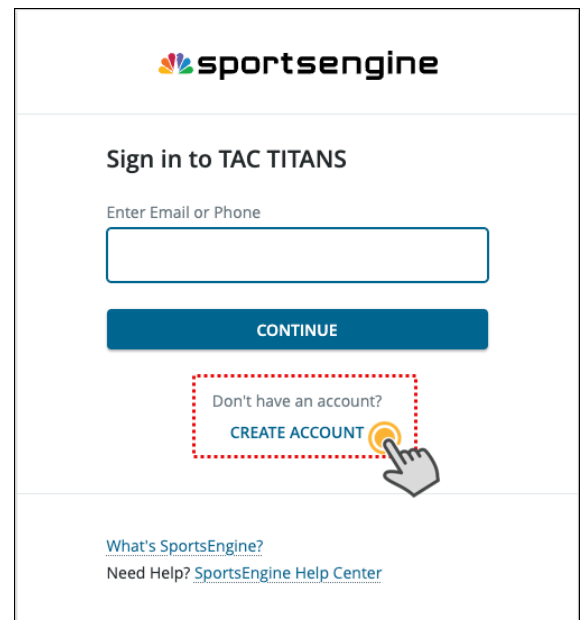 sportsengine
Sign in to TAC TITANS
Enter Email or Phone
CONTINUE
Don't have an account?
CREATE ACCOUNT
What's SportsEngine?
Need Help? SportsEngine Help Center